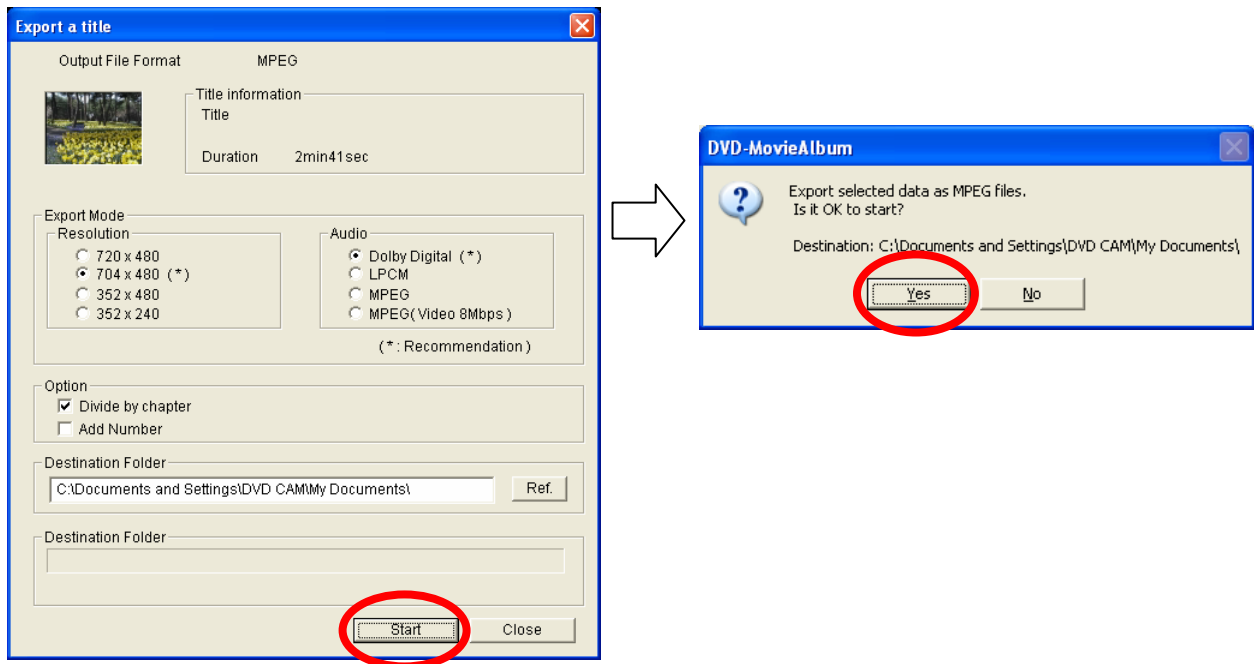 Export a title
Output File Format MPEG
Title information
Title
Duration 2min41sec
Export Mode
Resolution
720 x 480
704 x 480 (*)
352 x 480
352 x 240
Audio
Dolby Digital (*)
LPCM
MPEG
MPEG(Video 8Mbps)
(*: Recommendation)
Option
Divide by chapter
Add Number
Destination Folder
C:\Documents and Settings\DVD CAM\My Documents\
Ref.
Destination Folder
Start Close
DVD-MovieAlbum
Export selected data as MPEG files.
Is it OK to start?
Destination: C:\Documents and Settings\DVD CAM\My Documents\
Yes No